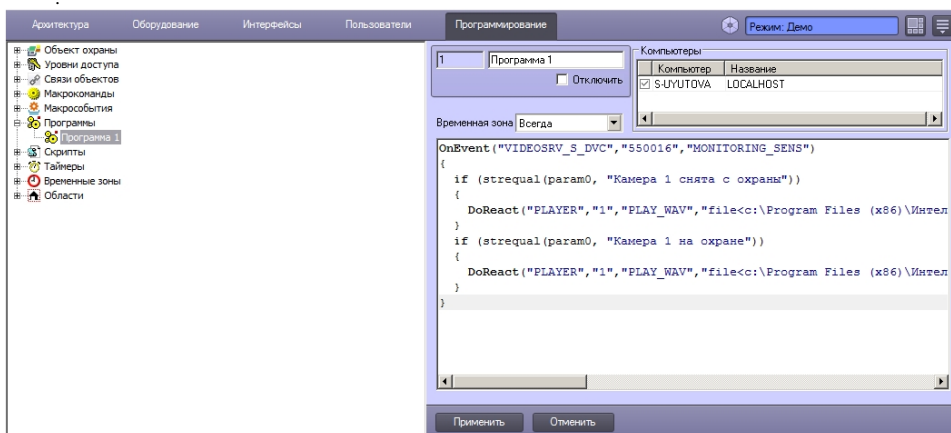 Архитектура Оборудование Интерфейсы Пользователи Программирование Режим: Демо
Объект охраны
Уровни доступа
Связи объектов
Макрокоманды
Макрособытия
Программы
Программа 1
Скрипты
Таймеры
Временные зоны
Области
1 Программа 1
Отключить
Компьютеры
Компьютер Название
S-UYUTOVA LOCALHOST
Временная зона Всегда
OnEvent("VIDEOSRV_S_DVC","550016","MONITORING_SENS")
{
if (strequal(param0, "Камера 1 снята с охраны"))
{
DoReact("PLAYER","1","PLAY_WAV","file<c:\Program Files (x86)\Интел
}
if (strequal(param0, "Камера 1 на охране"))
{
DoReact("PLAYER","1","PLAY_WAV","file<c:\Program Files (x86)\Интел
}
}
Применить Отменить